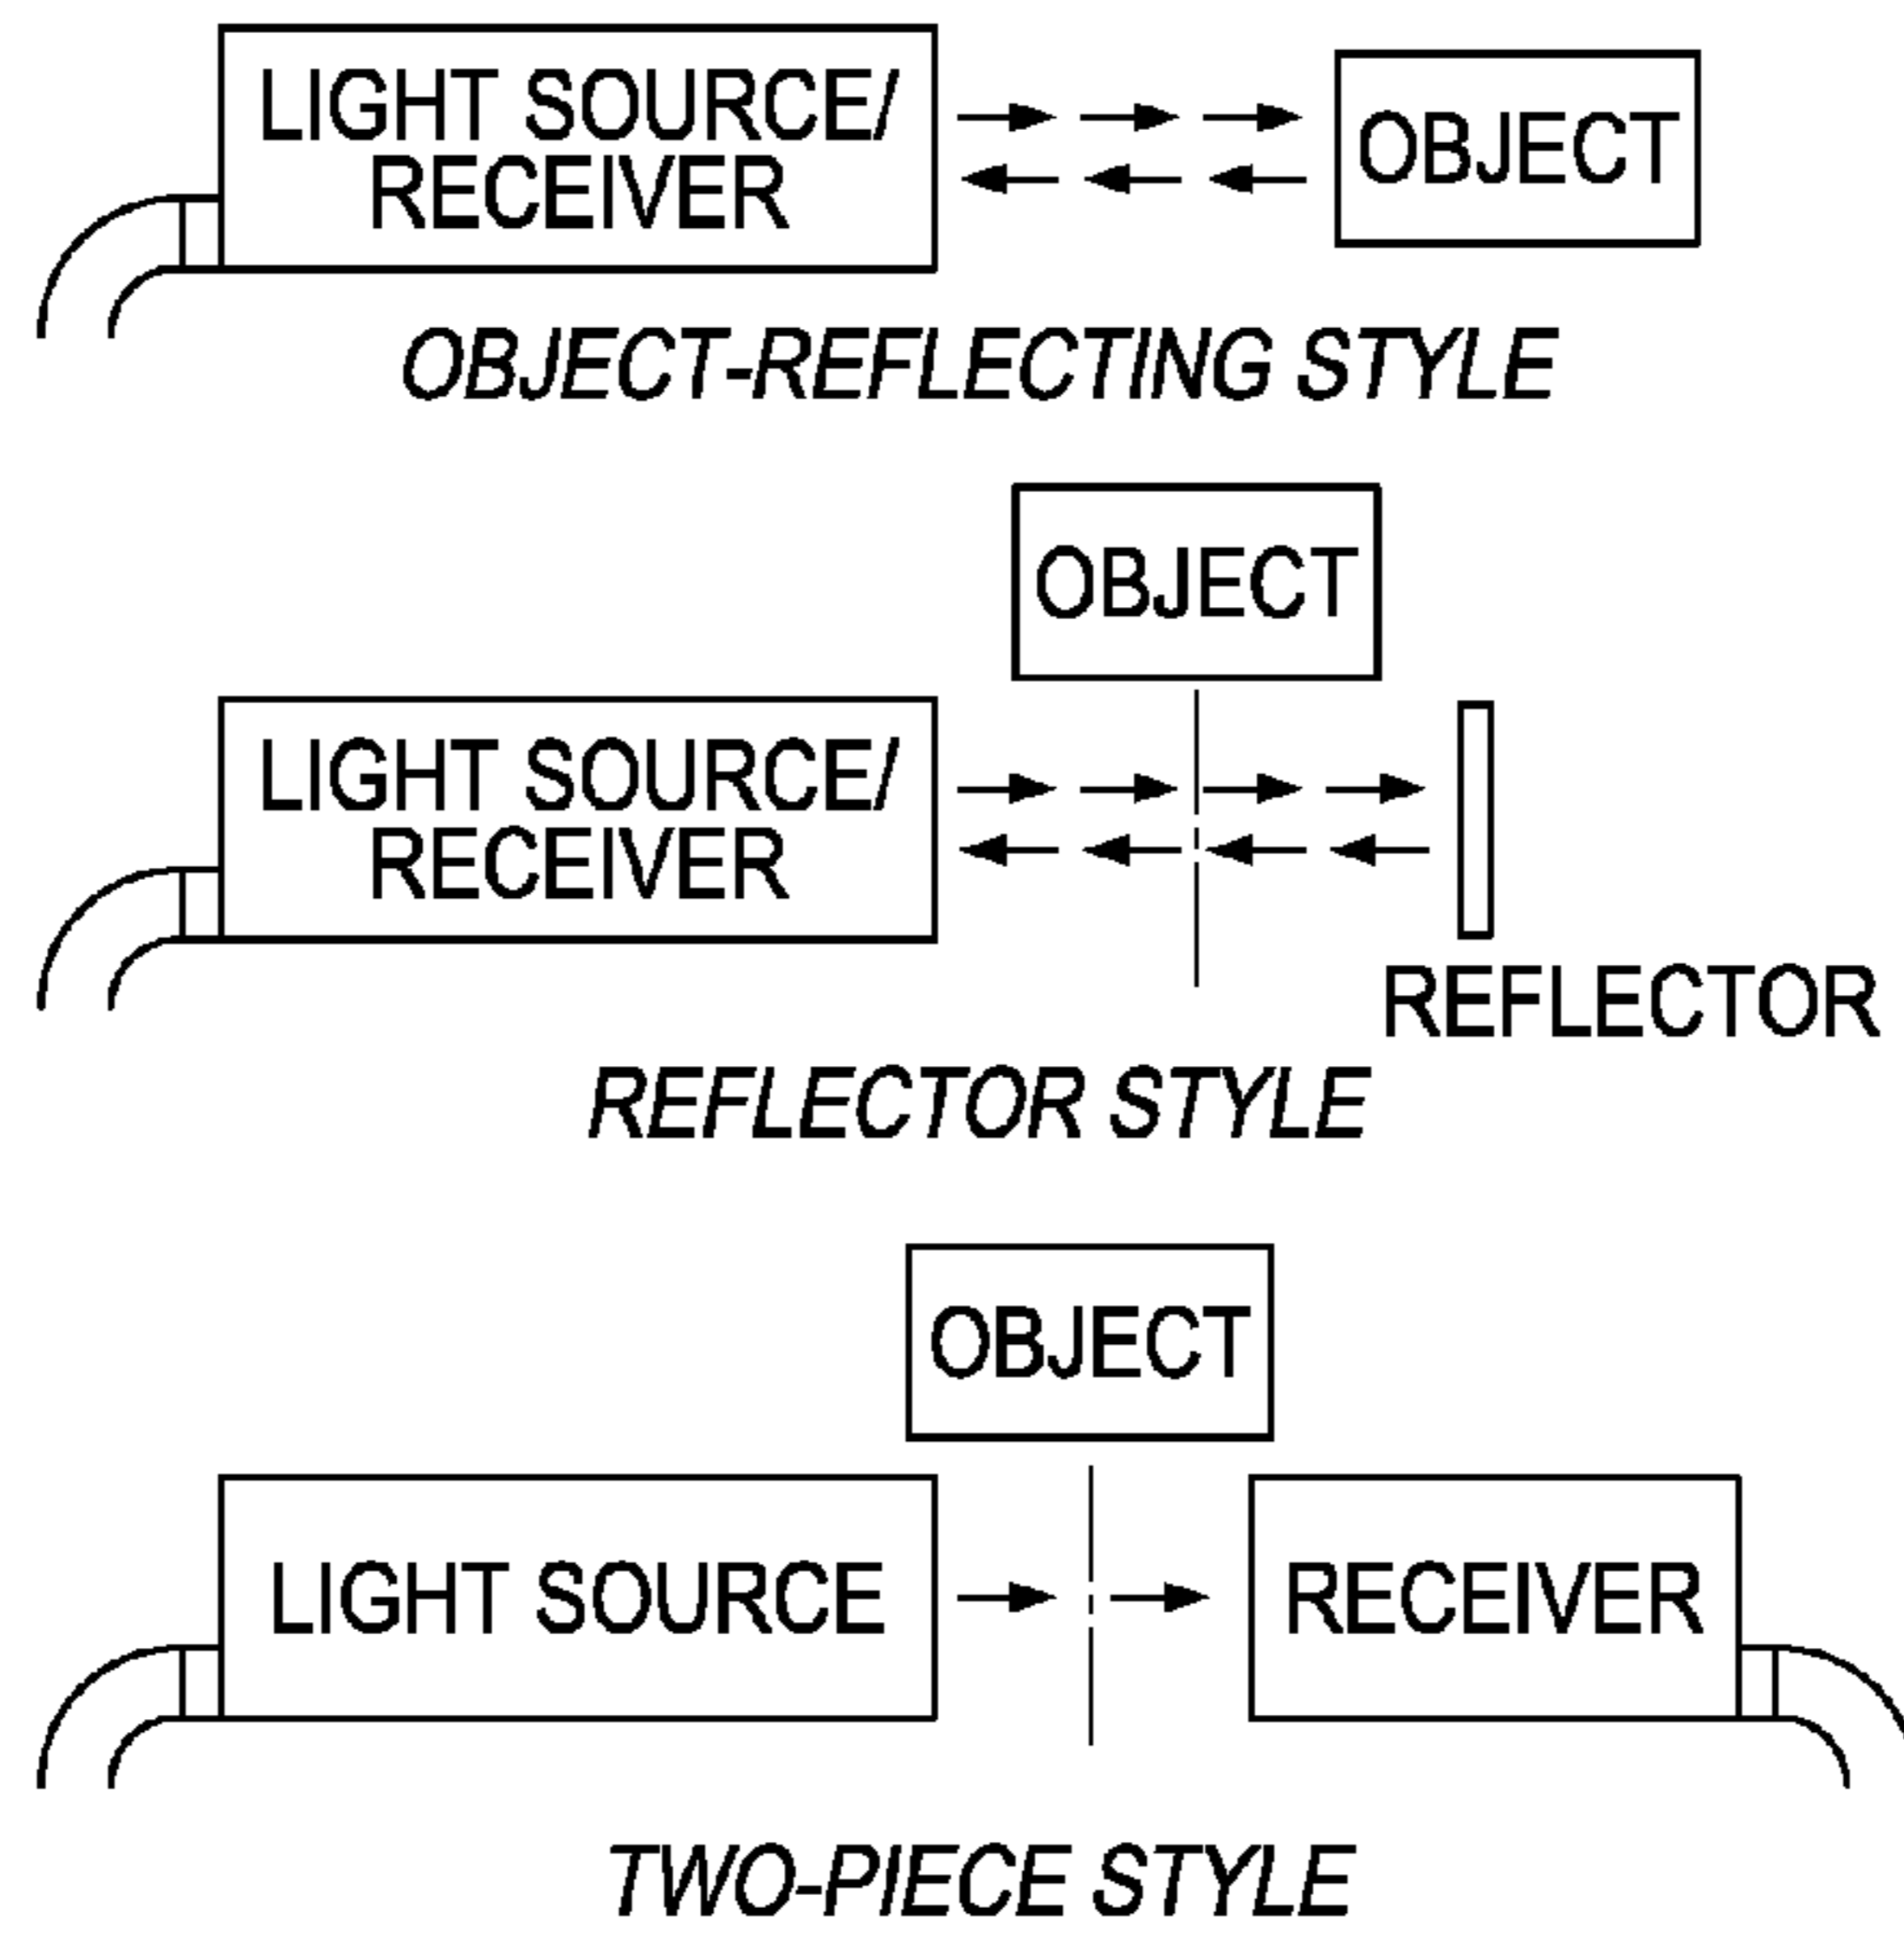 LIGHT SOURCE/
RECEIVER
OBJECT
OBJECT-REFLECTING STYLE
OBJECT
LIGHT SOURCE/
RECEIVER
REFLECTOR
REFLECTOR STYLE
OBJECT
LIGHT SOURCE
RECEIVER
TWO-PIECE STYLE